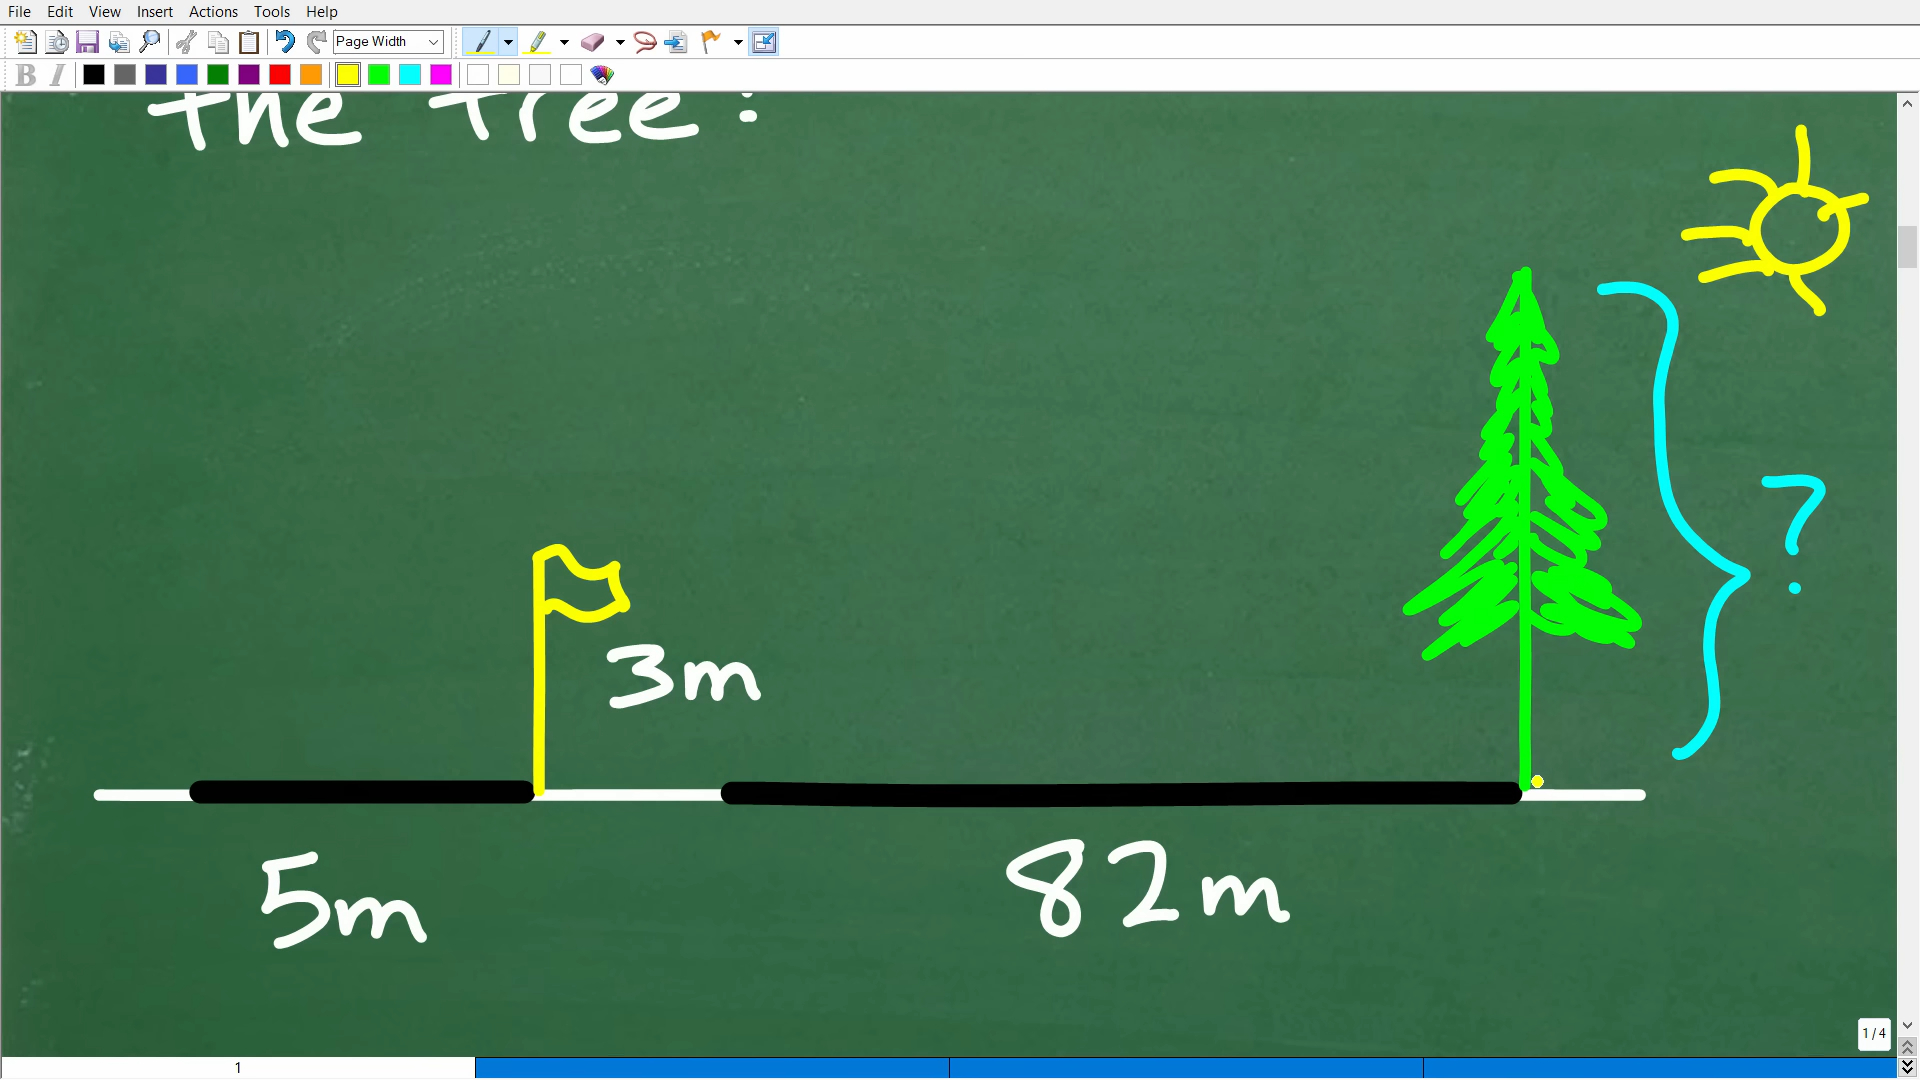 File Edit View Insert Actions Tools Help
Page Width
B I
the tree?
?
3m
5m
82m
1 / 4
1